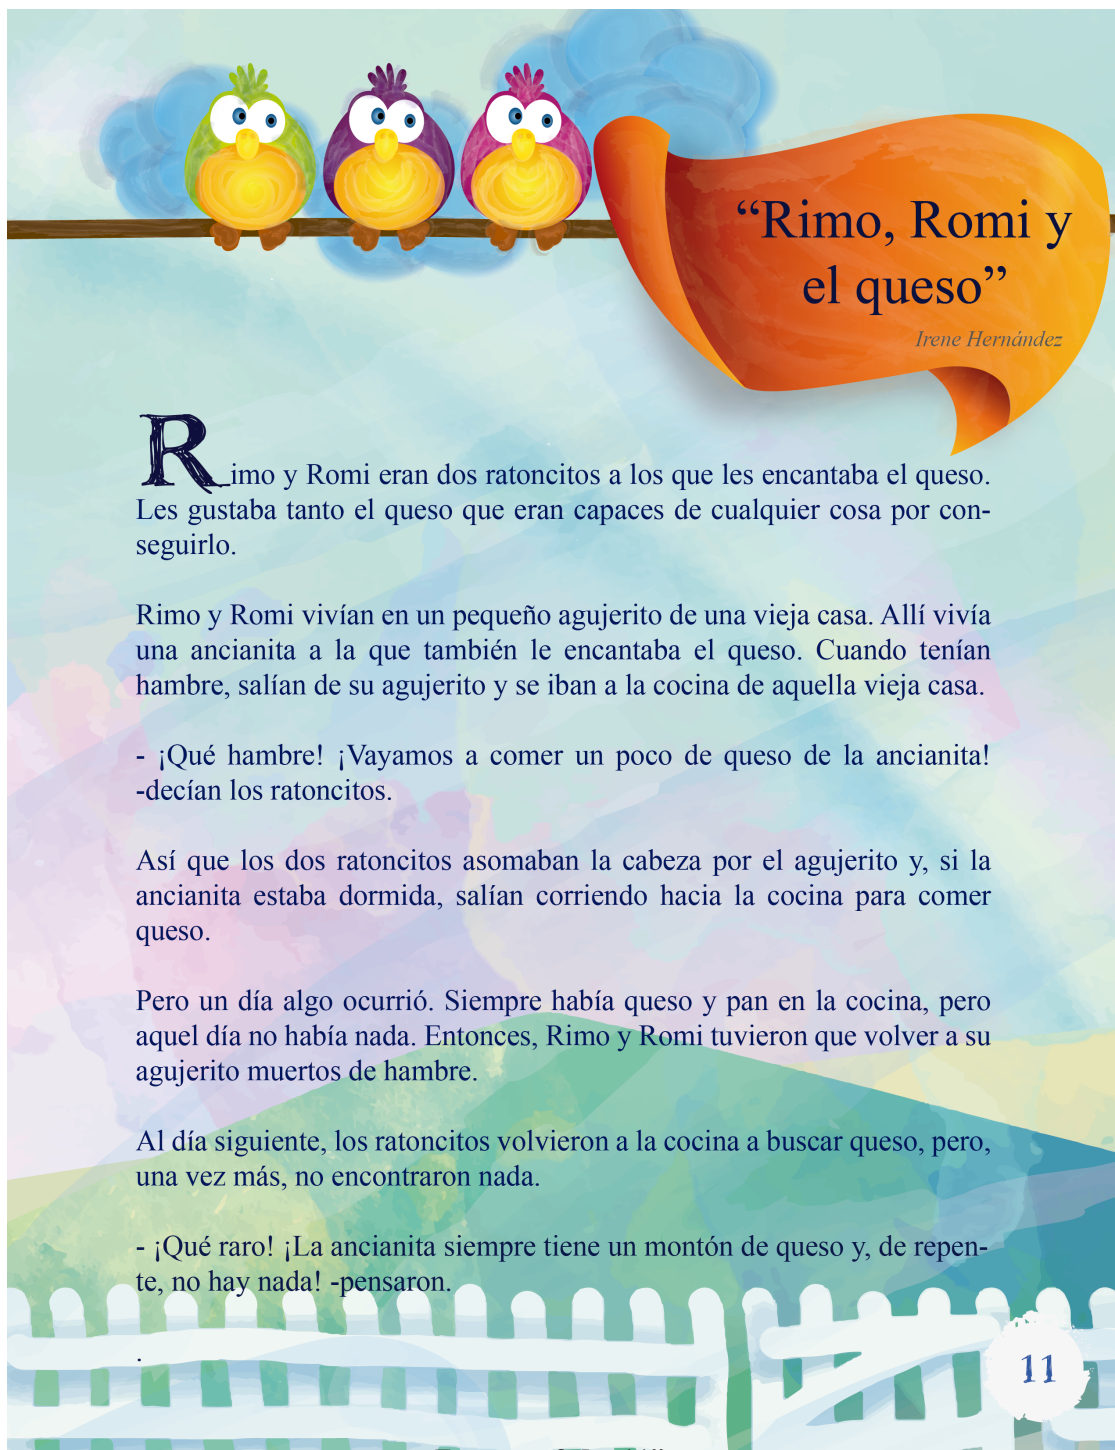 “Rimo, Romi y
el queso”
Irene Hernández
Rimo y Romi eran dos ratoncitos a los que les encantaba el queso.
Les gustaba tanto el queso que eran capaces de cualquier cosa por con-
seguirlo.
Rimo y Romi vivían en un pequeño agujerito de una vieja casa. Allí vivía
una ancianita a la que también le encantaba el queso. Cuando tenían
hambre, salían de su agujerito y se iban a la cocina de aquella vieja casa.
- ¡Qué hambre! ¡Vayamos a comer un poco de queso de la ancianita!
-decían los ratoncitos.
Así que los dos ratoncitos asomaban la cabeza por el agujerito y, si la
ancianita estaba dormida, salían corriendo hacia la cocina para comer
queso.
Pero un día algo ocurrió. Siempre había queso y pan en la cocina, pero
aquel día no había nada. Entonces, Rimo y Romi tuvieron que volver a su
agujerito muertos de hambre.
Al día siguiente, los ratoncitos volvieron a la cocina a buscar queso, pero,
una vez más, no encontraron nada.
- ¡Qué raro! ¡La ancianita siempre tiene un montón de queso y, de repen-
te, no hay nada! -pensaron.
.
11